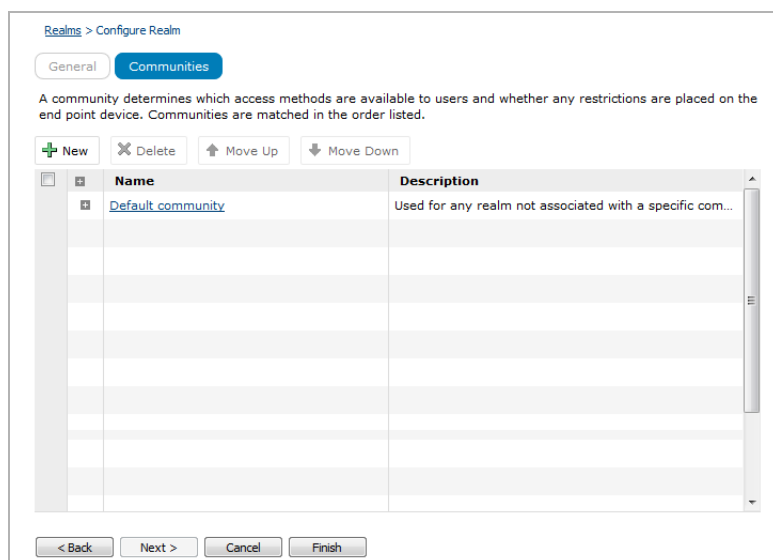 Realms > Configure Realm
General Communities
A community determines which access methods are available to users and whether any restrictions are placed on the
end point device. Communities are matched in the order listed.
New Delete Move Up Move Down
Name Description
Default community Used for any realm not associated with a specific com...
< Back Next > Cancel Finish